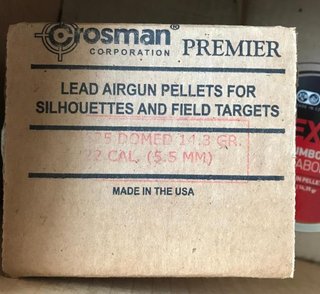 Crosman
CORPORATION
PREMIER
LEAD AIRGUN PELLETS FOR
SILHOUETTES AND FIELD TARGETS
DOMED 14.3 GR.
22 CAL. (5.5 MM)
MADE IN THE USA